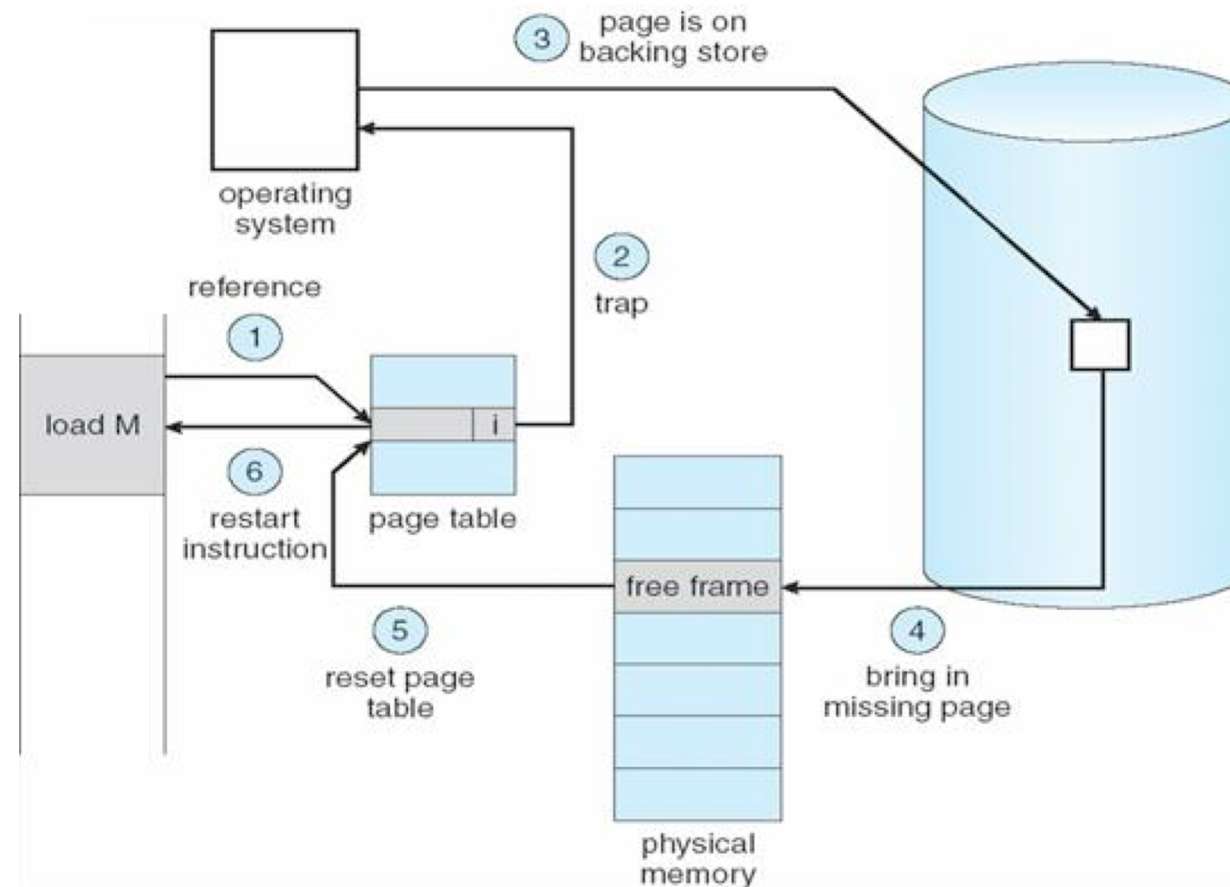 3
page is on
backing store
operating
system
2
trap
reference
1
load M
i
6
restart
instruction
page table
free frame
5
reset page
table
4
bring in
missing page
physical
memory